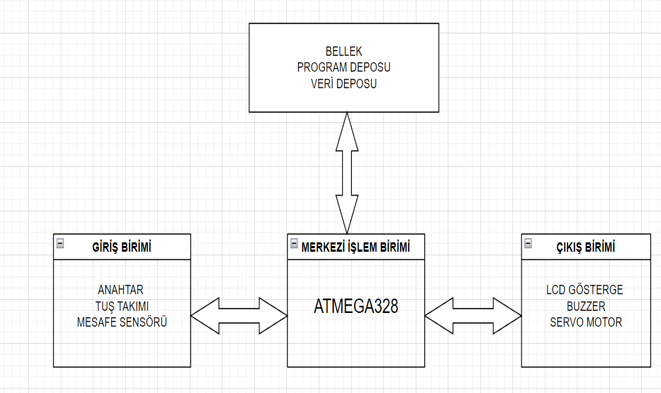 BELLEK
PROGRAM DEPOSU
VERİ DEPOSU
GİRİŞ BİRİMİ
ANAHTAR
TUŞ TAKIMI
MESAFE SENSÖRÜ
MERKEZİ İŞLEM BİRİMİ
ATMEGA328
ÇIKIŞ BİRİMİ
LCD GÖSTERGE
BUZZER
SERVO MOTOR